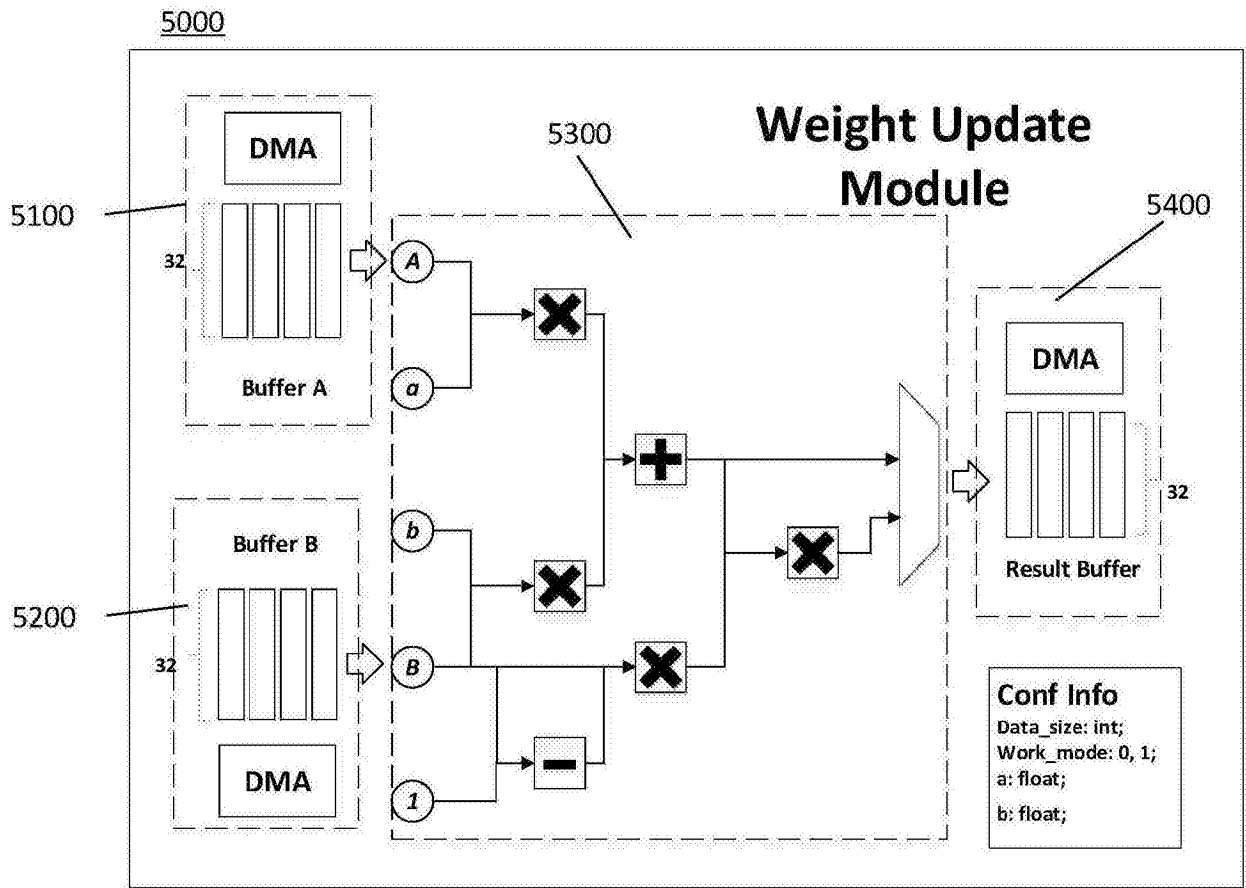 5000
DMA
Weight Update
Module
5300
5100
32
A
5400
Buffer A
a
DMA
b
Buffer B
32
Result Buffer
5200
32
B
Conf Info
Data_size: int;
Work_mode: 0, 1;
a: float;
b: float;
DMA
1